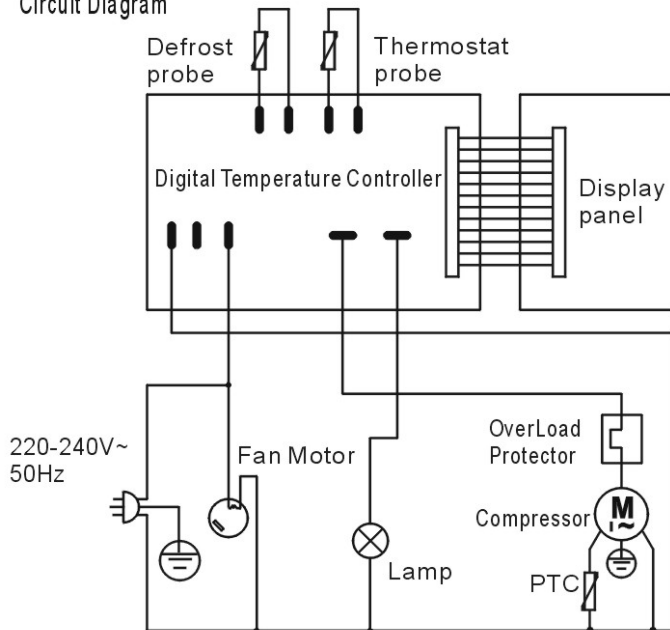 Circuit Diagram
Defrost
probe
Thermostat
probe
Digital Temperature Controller
Display
panel
220-240V~
50Hz
Fan Motor
OverLoad
Protector
Compressor
M
1~
Lamp
PTC